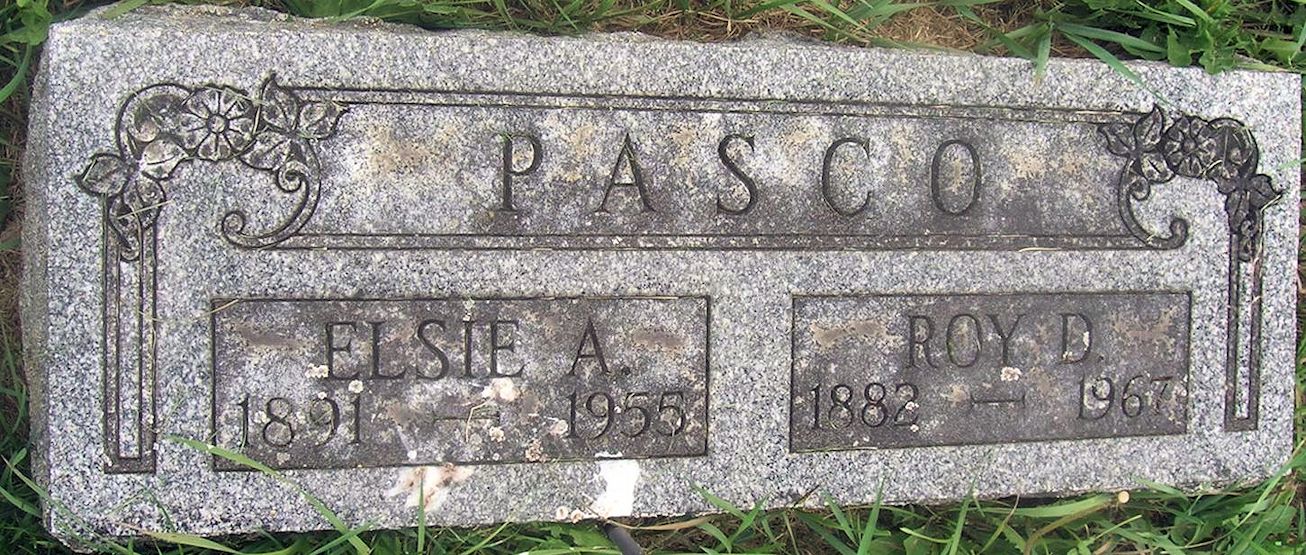 PASCO
ELSIE A.
1891 — 1955
ROY D.
1882 — 1967